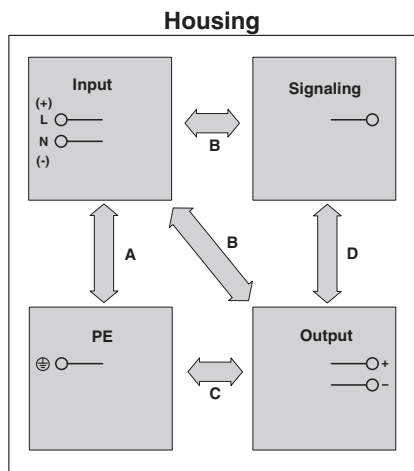 Housing
Input
(+)
L
N
(-)
Signaling
B
A
B
D
PE
Output
+
–
C